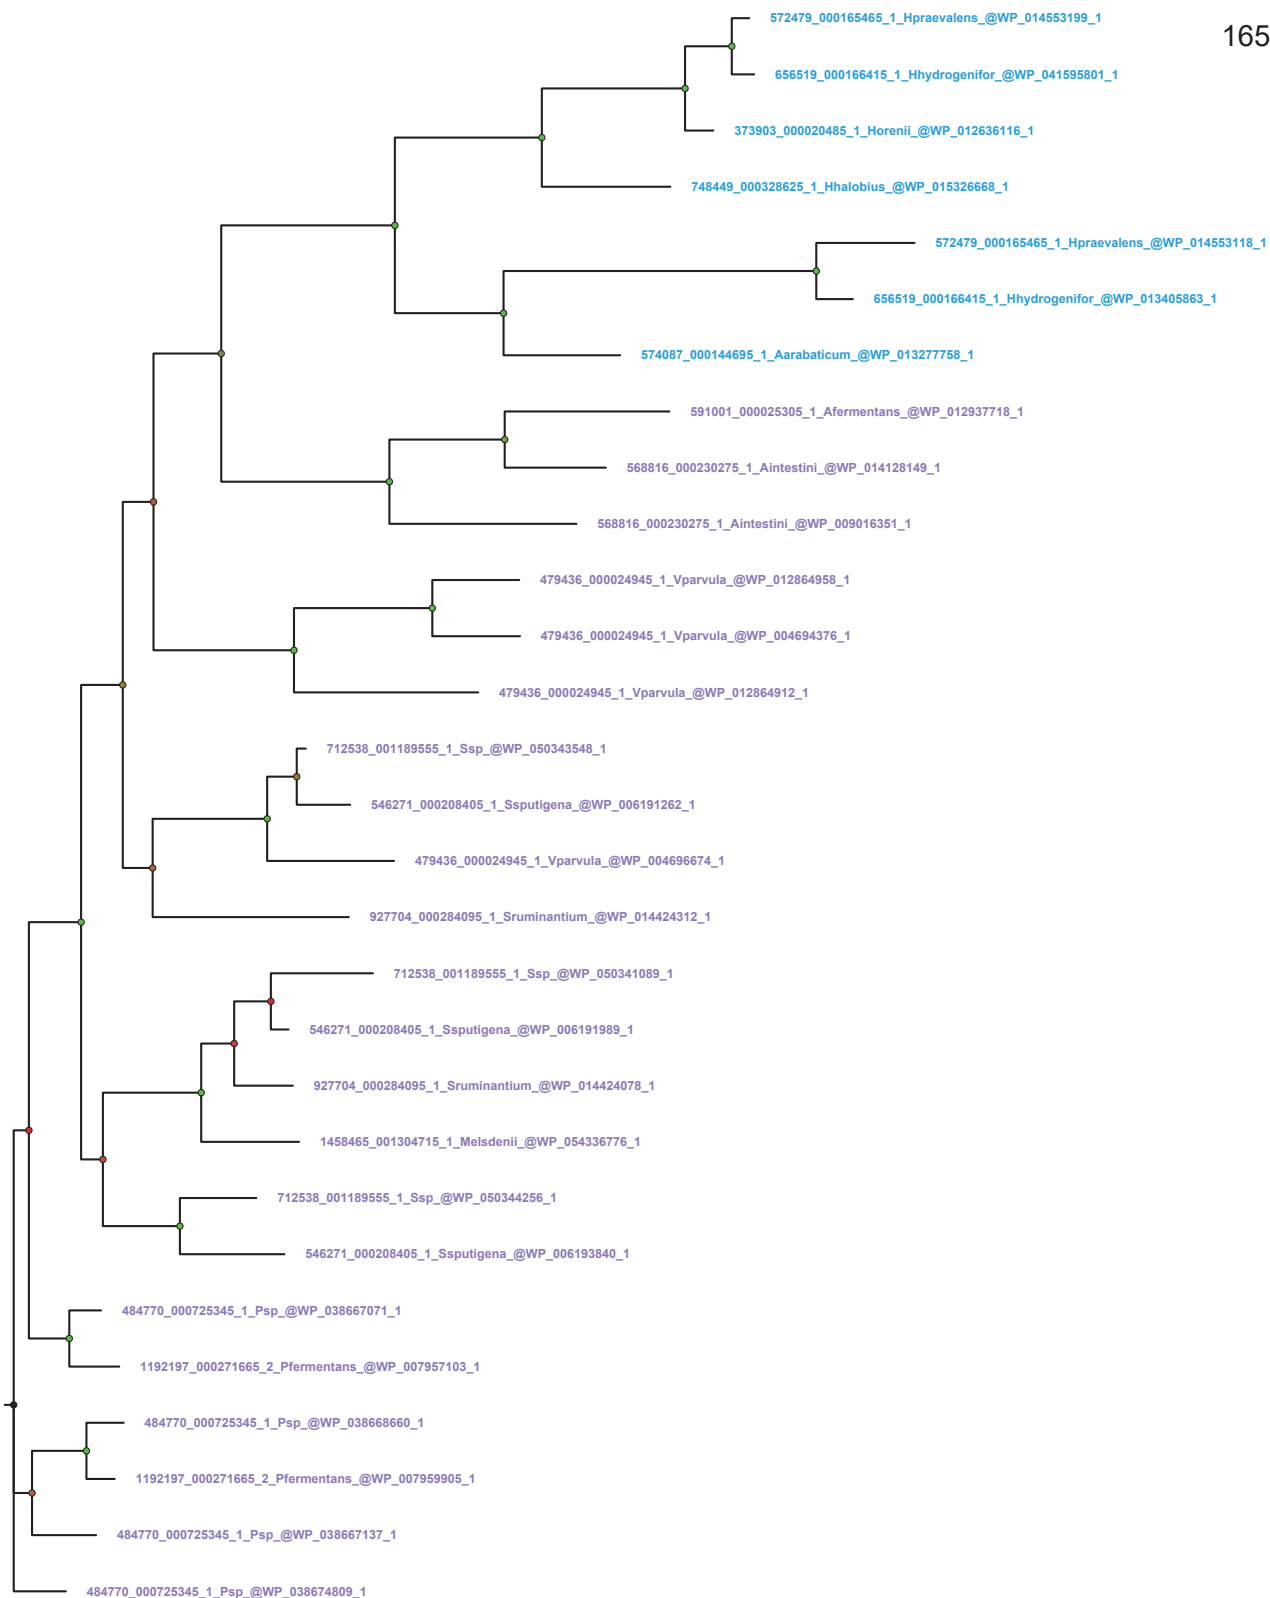 572479_000165465_1_Hpraevalens_@WP_014553199_1
165
656519_000166415_1_Hhydrogenifor_@WP_041595801_1
373903_000020485_1_Horenii_@WP_012636116_1
748449_000328625_1_Hhalobius_@WP_015326668_1
572479_000165465_1_Hpraevalens_@WP_014553118_1
656519_000166415_1_Hhydrogenifor_@WP_013405863_1
574087_000144695_1_Aarabaticum_@WP_013277758_1
591001_000025305_1_Afermentans_@WP_012937718_1
568816_000230275_1_Aintestini_@WP_014128149_1
568816_000230275_1_Aintestini_@WP_009016351_1
479436_000024945_1_Vparvula_@WP_012864958_1
479436_000024945_1_Vparvula_@WP_004694376_1
479436_000024945_1_Vparvula_@WP_012864912_1
712538_001189555_1_Ssp_@WP_050343548_1
546271_000208405_1_Ssputigena_@WP_006191262_1
479436_000024945_1_Vparvula_@WP_004696674_1
927704_000284095_1_Sruminantium_@WP_014424312_1
712538_001189555_1_Ssp_@WP_050341089_1
546271_000208405_1_Ssputigena_@WP_006191989_1
927704_000284095_1_Sruminantium_@WP_014424078_1
1458465_001304715_1_Melsdenii_@WP_054336776_1
712538_001189555_1_Ssp_@WP_050344256_1
546271_000208405_1_Ssputigena_@WP_006193840_1
484770_000725345_1_Psp_@WP_038667071_1
1192197_000271665_2_Pfermentans_@WP_007957103_1
484770_000725345_1_Psp_@WP_038668660_1
1192197_000271665_2_Pfermentans_@WP_007959905_1
484770_000725345_1_Psp_@WP_038667137_1
484770_000725345_1_Psp_@WP_038674809_1